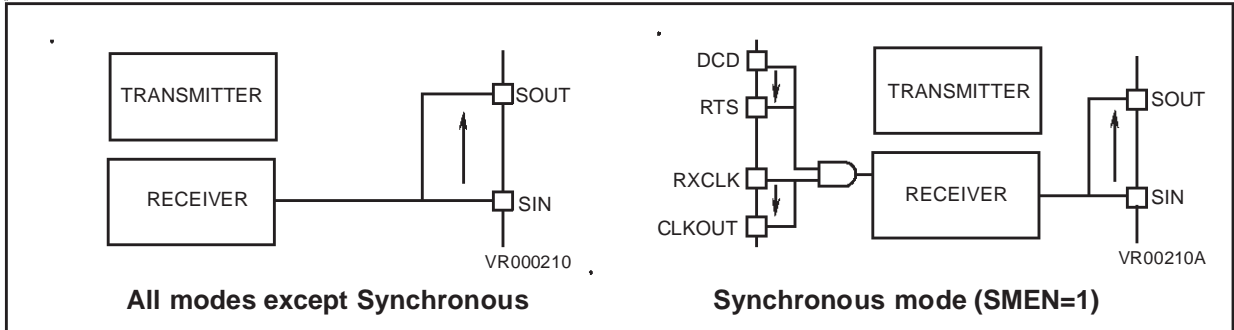 TRANSMITTER
RECEIVER
SOUT
SIN
VR000210
All modes except Synchronous
DCD
RTS
RXCLK
CLKOUT
TRANSMITTER
RECEIVER
SOUT
SIN
VR00210A
Synchronous mode (SMEN=1)